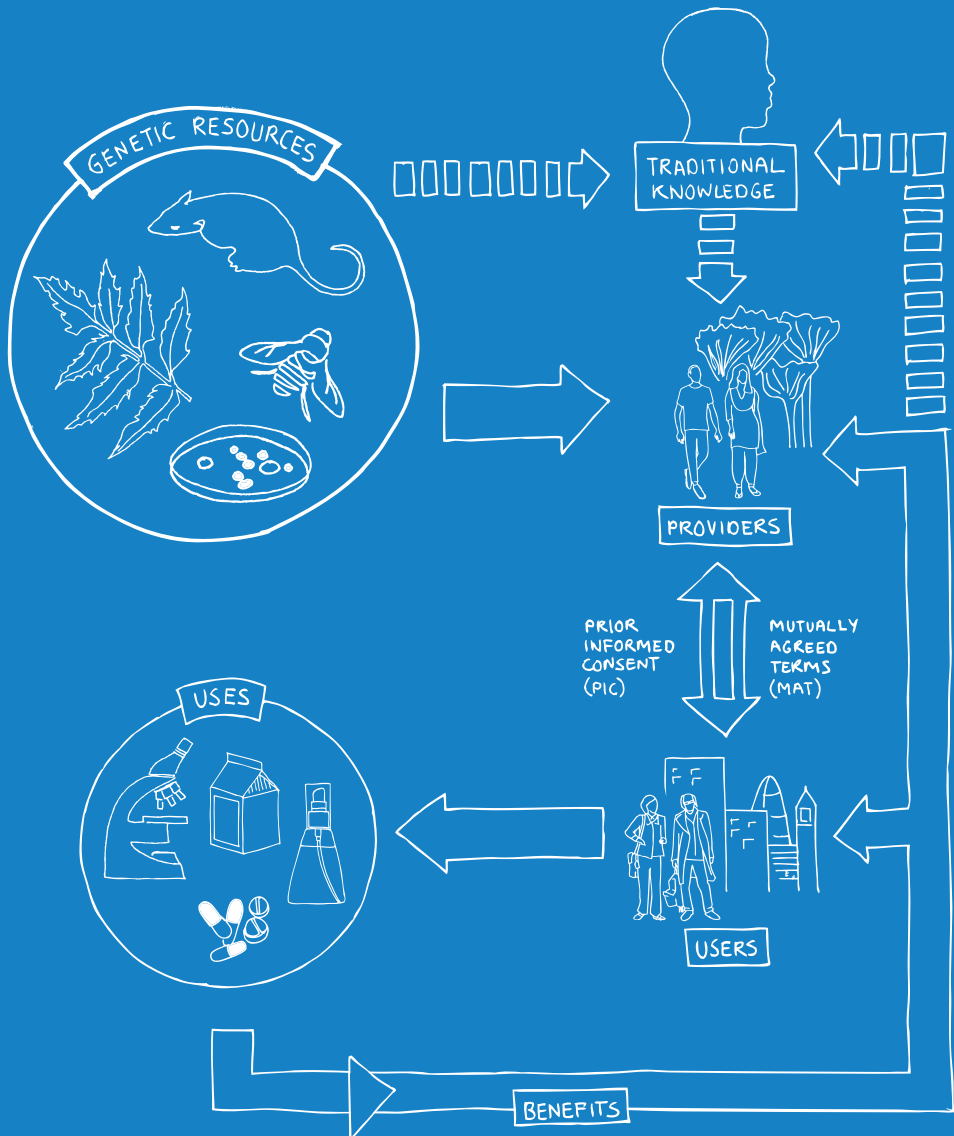 GENETIC RESOURCES
TRADITIONAL
KNOWLEDGE
PROVIDERS
PRIOR
INFORMED
CONSENT
(PIC)
MUTUALLY
AGREED
TERMS
(MAT)
USES
USERS
BENEFITS